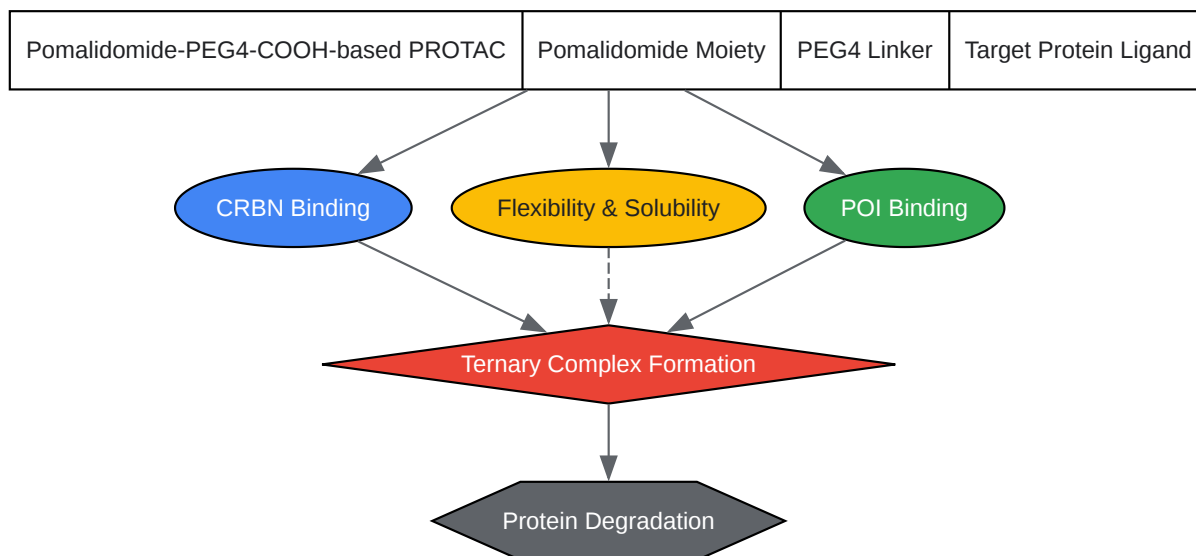 Pomalidomide-PEG4-COOH-based PROTAC
Pomalidomide Moiety
PEG4 Linker
Target Protein Ligand
CRBN Binding
Flexibility & Solubility
POI Binding
Ternary Complex Formation
Protein Degradation